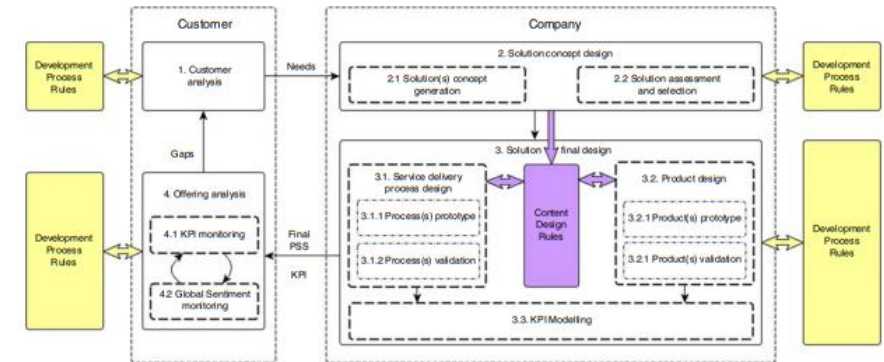 Customer
Company
Development
Process
Rules
1. Customer
analysis
Needs
2. Solution concept design
2.1 Solution(s) concept
generation
2.2 Solution assessment
and selection
Development
Process
Rules
Gaps
3. Solution final design
3.1. Service delivery
process design
3.1.1 Process(s) prototype
3.1.2 Process(s) validation
Content
Design
Rules
3.2. Product design
3.2.1 Product(s) prototype
3.2.1 Product(s) validation
3.3. KPI Modelling
Development
Process
Rules
4. Offering analysis
4.1 KPI monitoring
4.2 Global Sentiment
monitoring
Final
PSS
KPI
Development
Process
Rules